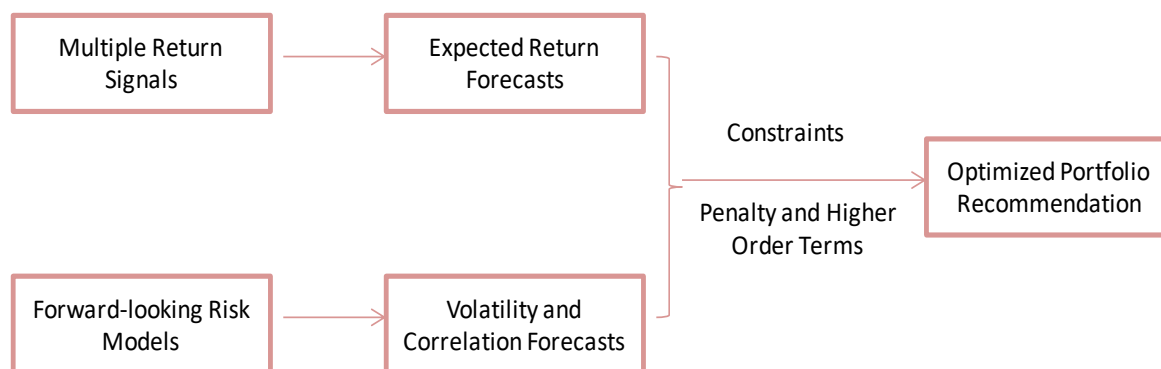 Multiple Return
Signals
Expected Return
Forecasts
Constraints
Penalty and Higher
Order Terms
Optimized Portfolio
Recommendation
Forward-looking Risk
Models
Volatility and
Correlation Forecasts